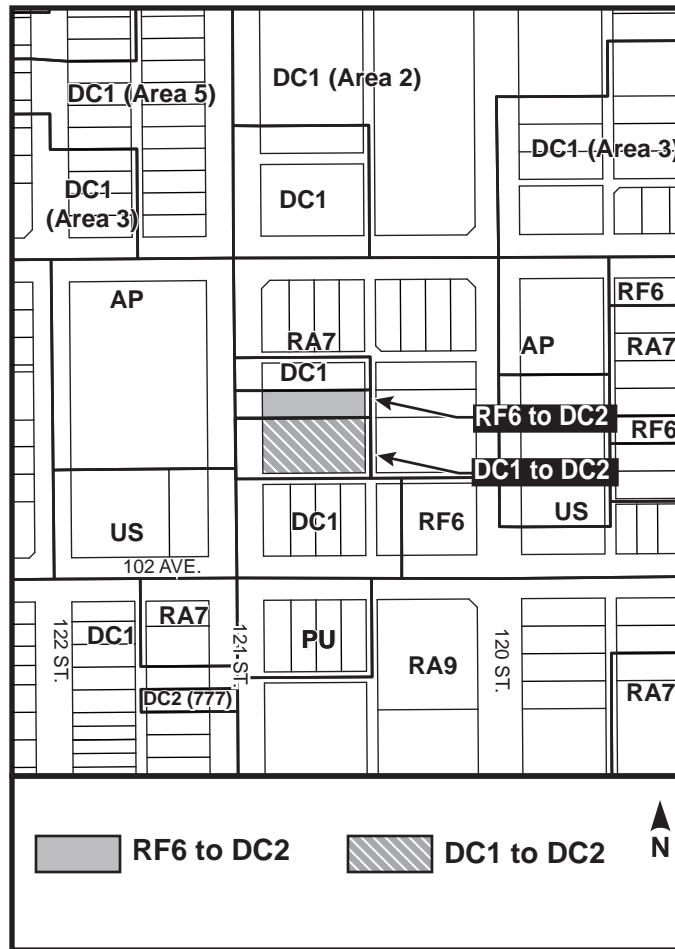 DC1 (Area 2)
DC1 (Area 5)
DC1 (Area 3)
DC1
(Area 3)
DC1
AP
RF6
RA7
AP
RA7
DC1
RF6 to DC2
RF6
DC1 to DC2
US
DC1
RF6
US
102 AVE.
122 ST.
DC1
RA7
121 ST.
PU
RA9
120 ST.
RA7
DC2 (777)
RF6 to DC2
DC1 to DC2
N